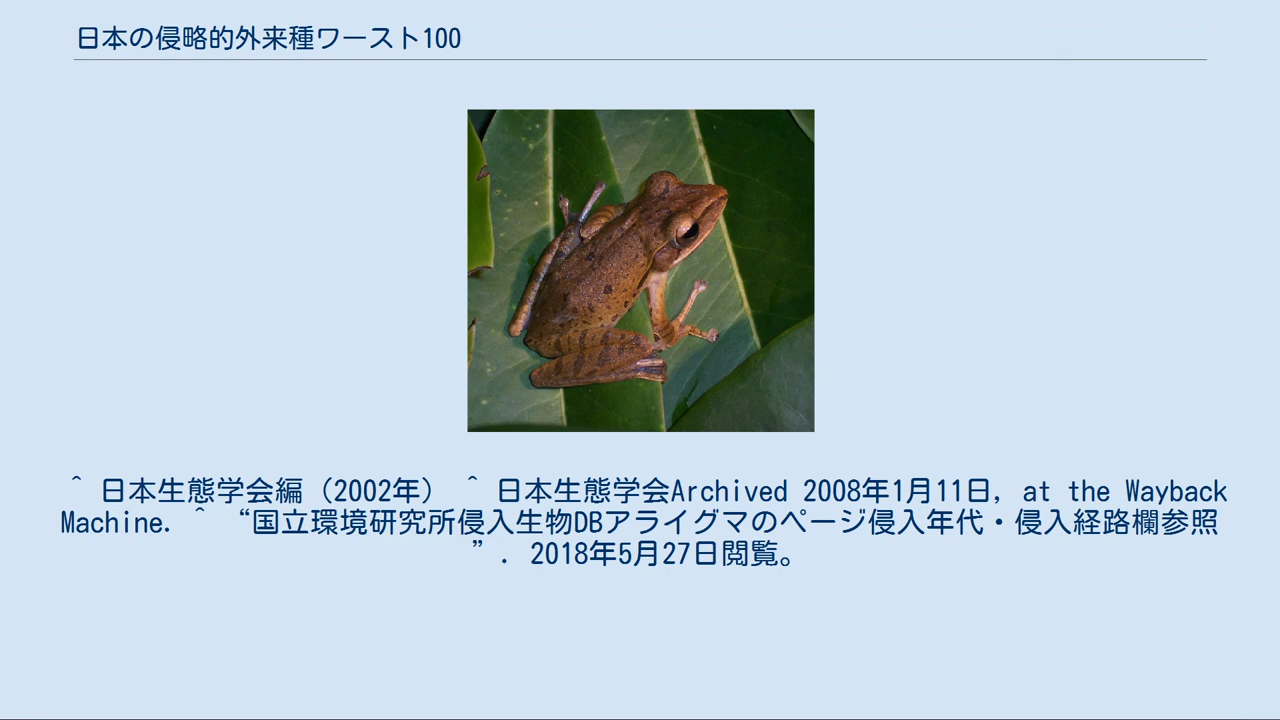 日本の侵略的外来種ワースト100
^ 日本生態学会編（2002年） ^ 日本生態学会Archived 2008年1月11日, at the Wayback
Machine. ^ “国立環境研究所侵入生物DBアライグマのページ侵入年代・侵入経路欄参照
”. 2018年5月27日閲覧。